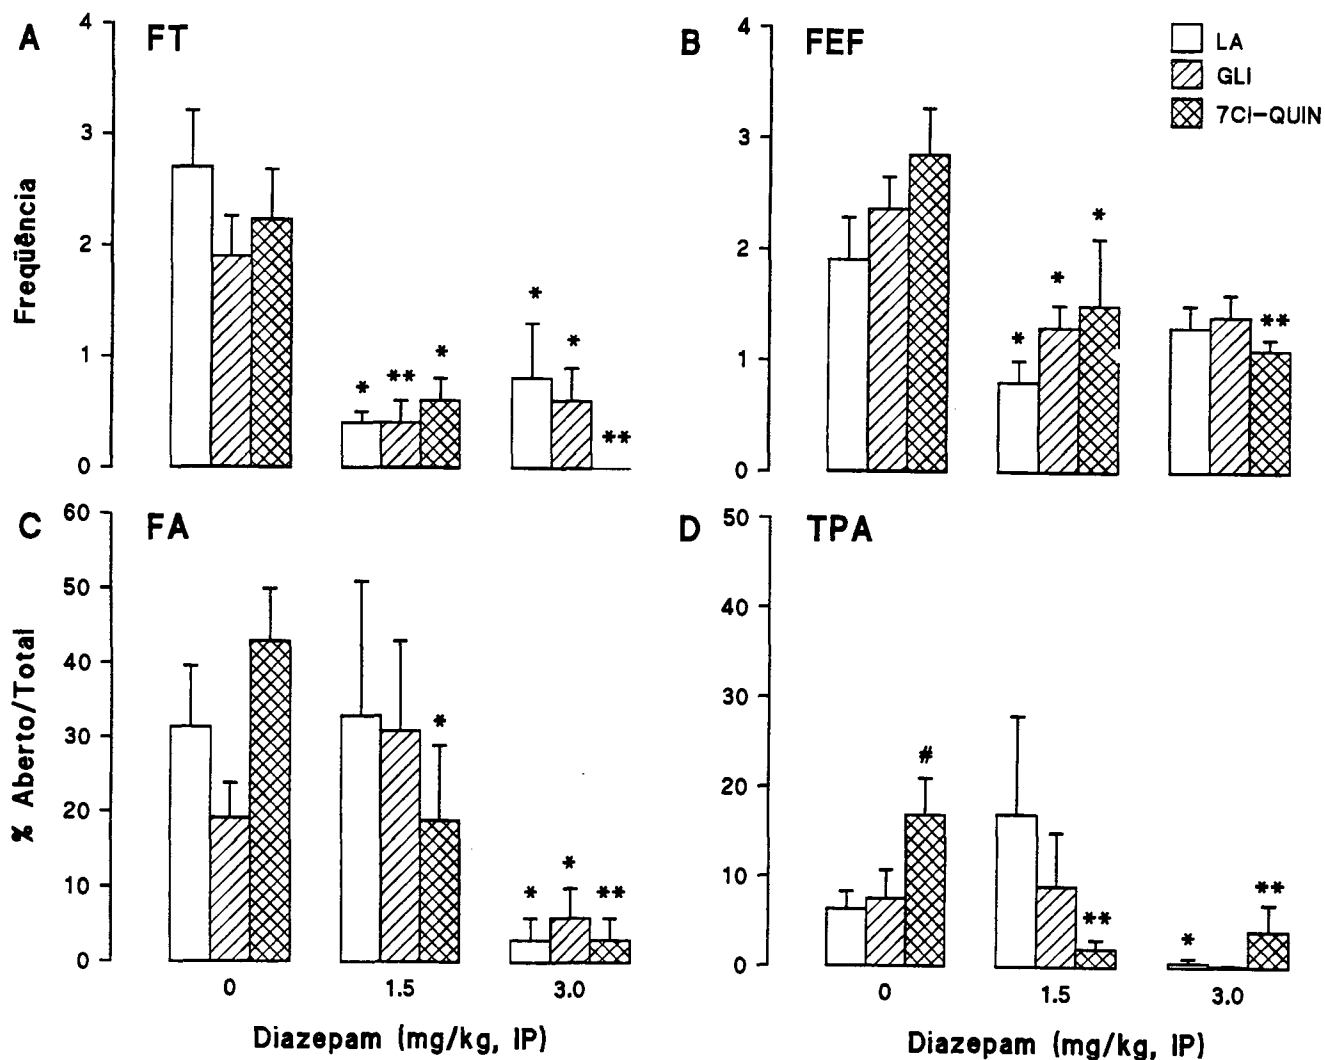 A FT
Freqüência
4
3
2
1
0
* ** *
* * **
B FEF
4
3
2
1
0
* * *
**
LA
GLI
7Cl-QUIN
C FA
% Aberto/Total
60
50
40
30
20
10
0
*
* * **
0 1.5 3.0
Diazepam (mg/kg, IP)
D TPA
50
40
30
20
10
0
#
**
* **
0 1.5 3.0
Diazepam (mg/kg, IP)